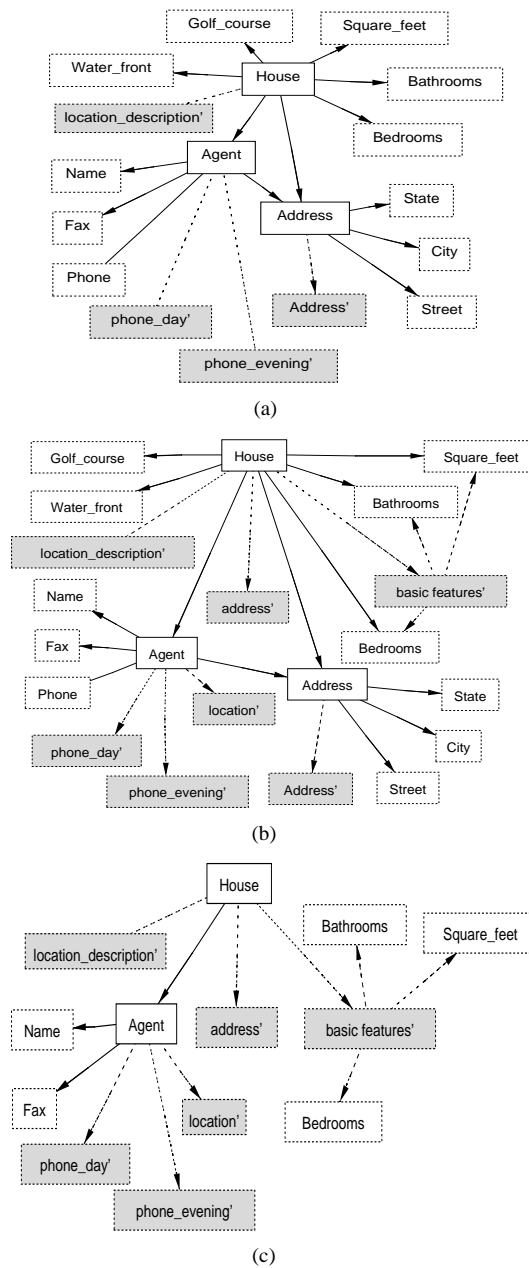 Golf_course
Square_feet
Water_front
House
Bathrooms
location_description’
Bedrooms
Agent
Name
State
Address
Fax
City
Phone
Address’
Street
phone_day’
phone_evening’
(a)
Golf_course
House
Square_feet
Water_front
Bathrooms
location_description’
basic features’
Name
address’
Fax
Agent
Bedrooms
Address
Phone
location’
State
phone_day’
City
phone_evening’
Address’
Street
(b)
House
Bathrooms
Square_feet
location_description’
Name
Agent
address’
basic features’
Fax
location’
Bedrooms
phone_day’
phone_evening’
(c)